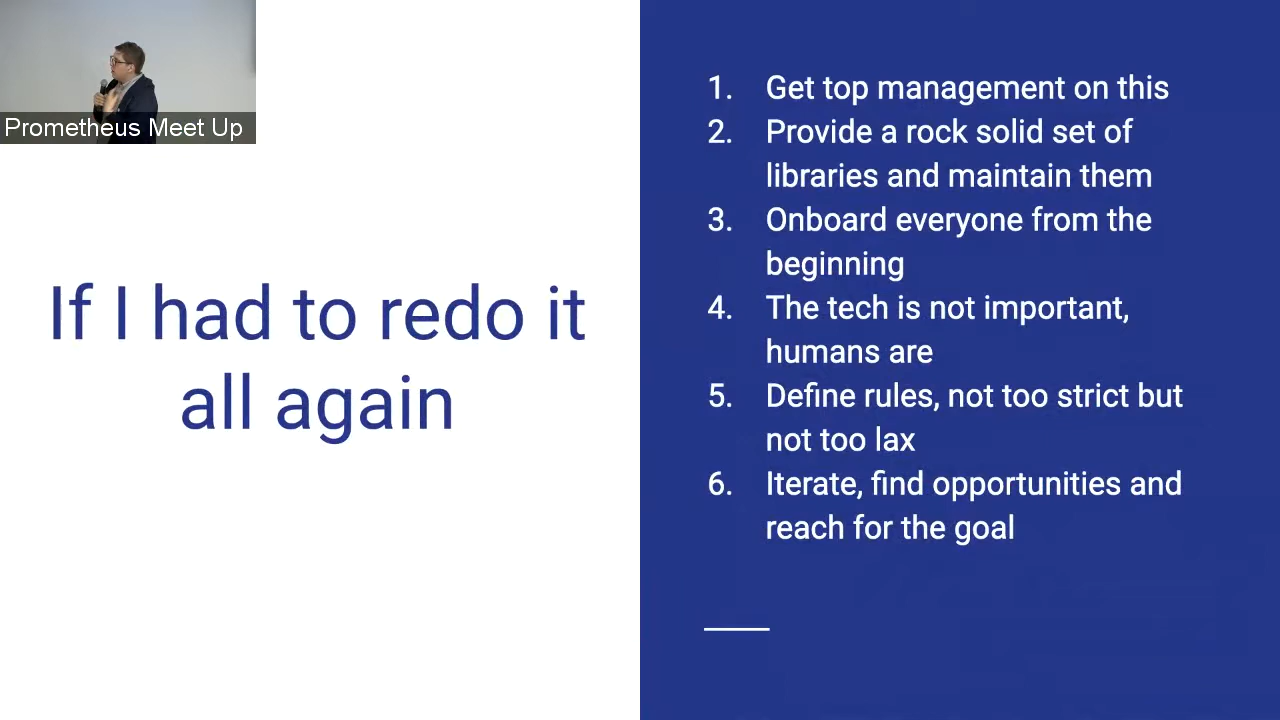 Prometheus Meet Up
If I had to redo it
all again
1. Get top management on this
2. Provide a rock solid set of
libraries and maintain them
3. Onboard everyone from the
beginning
4. The tech is not important,
humans are
5. Define rules, not too strict but
not too lax
6. Iterate, find opportunities and
reach for the goal